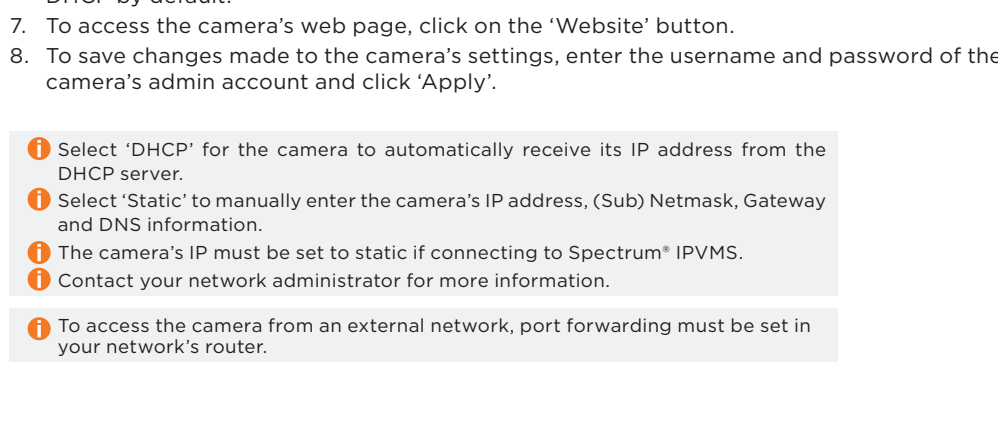 DHCP by default.
7. To access the camera’s web page, click on the ‘Website’ button.
8. To save changes made to the camera’s settings, enter the username and password of the
camera’s admin account and click ‘Apply’.
Select ‘DHCP’ for the camera to automatically receive its IP address from the
DHCP server.
Select ‘Static’ to manually enter the camera’s IP address, (Sub) Netmask, Gateway
and DNS information.
The camera’s IP must be set to static if connecting to Spectrum® IPVMS.
Contact your network administrator for more information.
To access the camera from an external network, port forwarding must be set in
your network’s router.